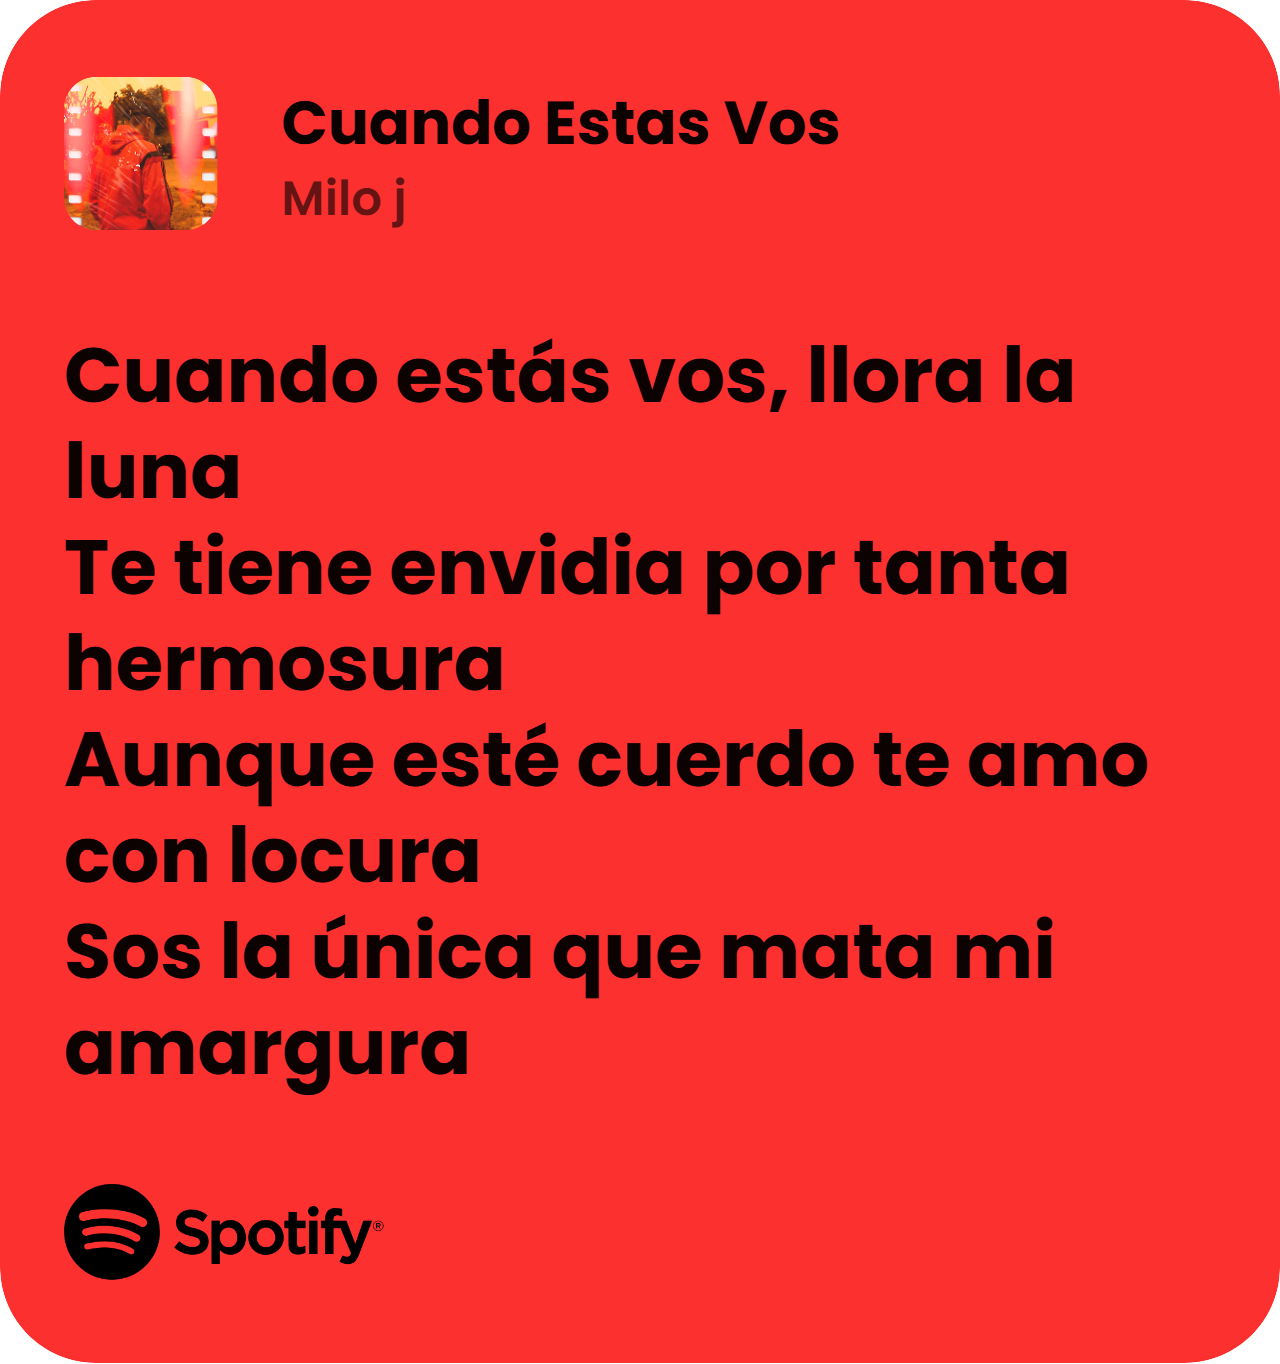 Cuando Estas Vos
Milo j
Cuando estás vos, llora la
luna
Te tiene envidia por tanta
hermosura
Aunque esté cuerdo te amo
con locura
Sos la única que mata mi
amargura
Spotify®